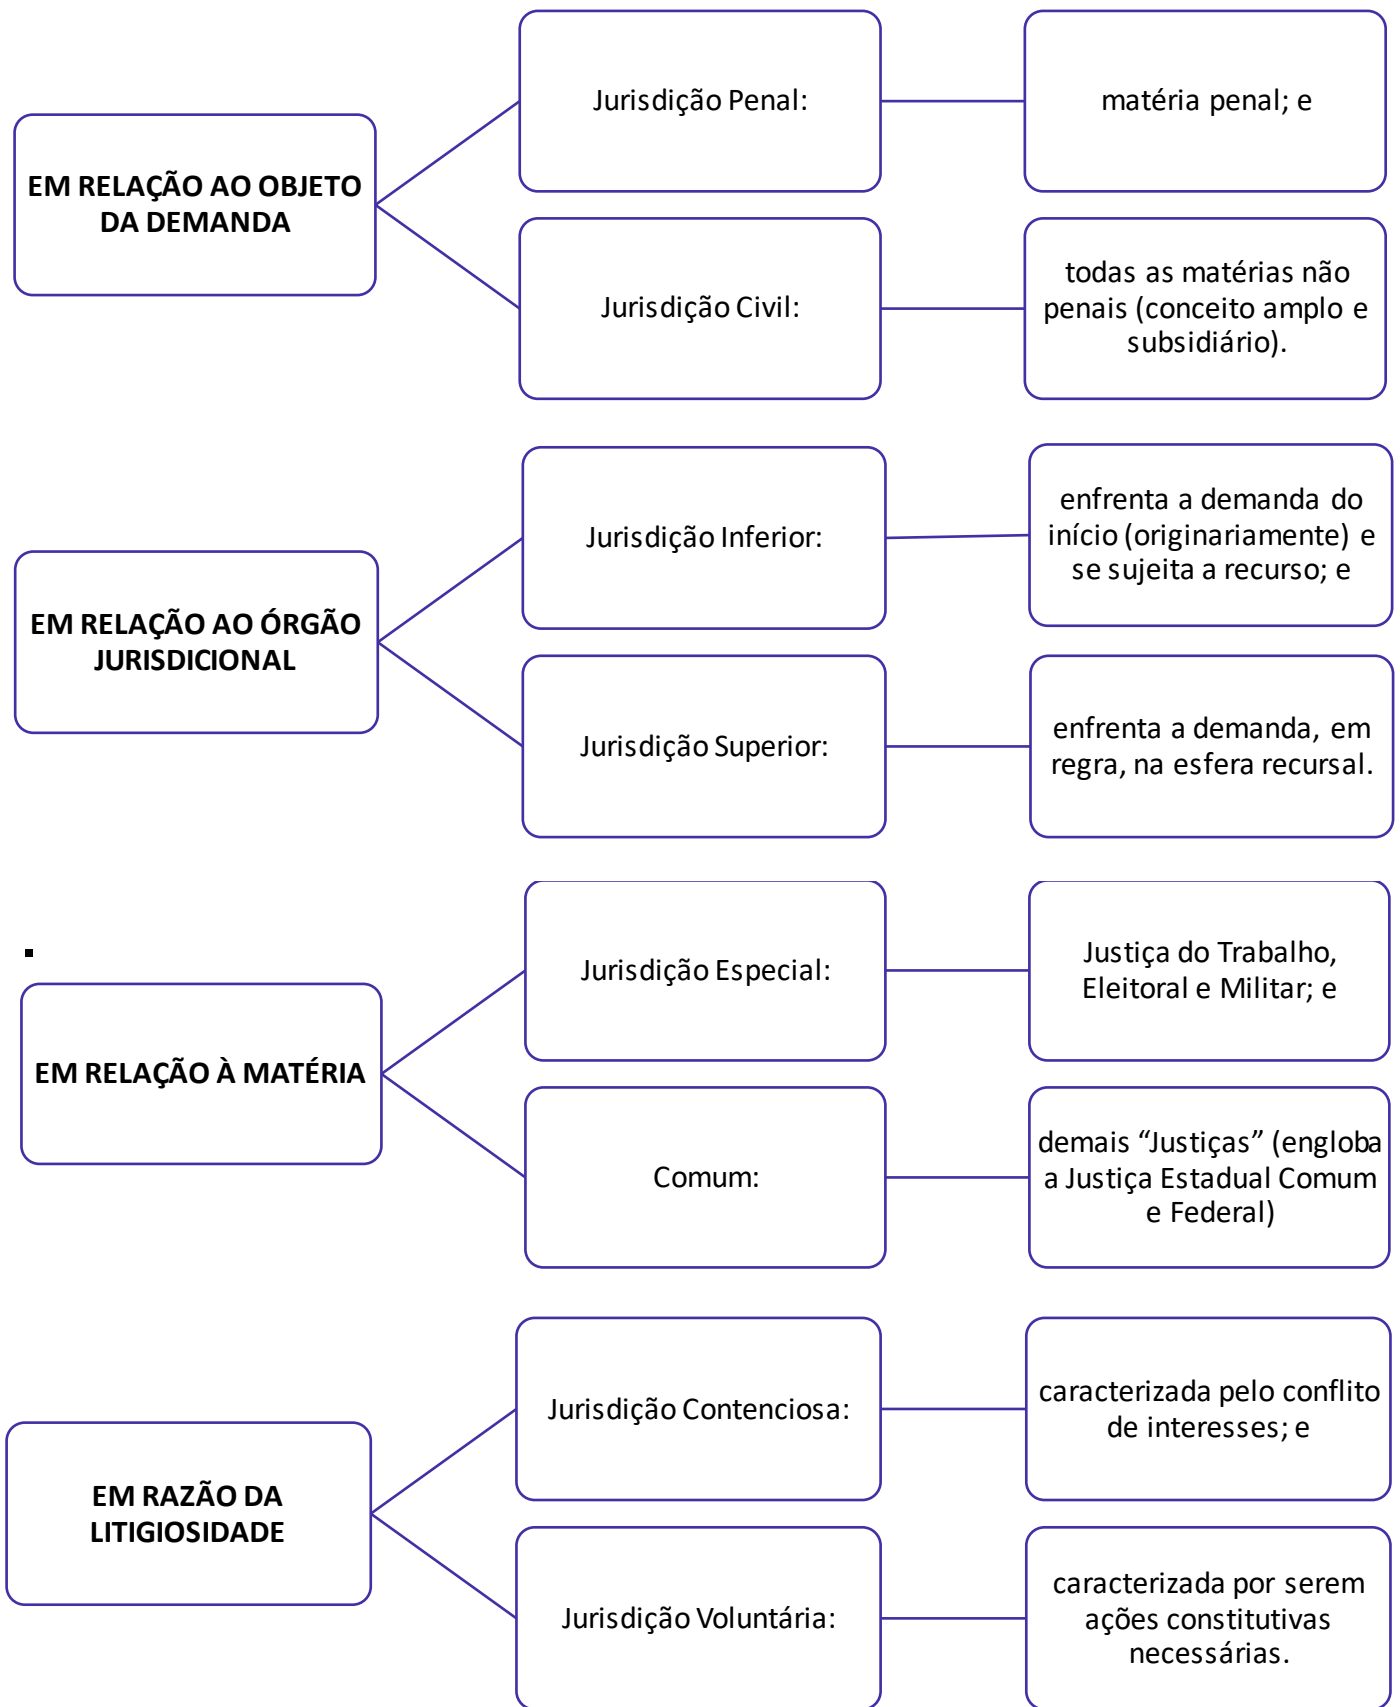 EM RELAÇÃO AO OBJETO
DA DEMANDA
Jurisdição Penal:
matéria penal; e
Jurisdição Civil:
todas as matérias não
penais (conceito amplo e
subsidiário).
EM RELAÇÃO AO ÓRGÃO
JURISDICIONAL
Jurisdição Inferior:
enfrenta a demanda do
início (originariamente) e
se sujeita a recurso; e
Jurisdição Superior:
enfrenta a demanda, em
regra, na esfera recursal.
EM RELAÇÃO À MATÉRIA
Jurisdição Especial:
Justiça do Trabalho,
Eleitoral e Militar; e
Comum:
demais “Justiças” (engloba
a Justiça Estadual Comum
e Federal)
EM RAZÃO DA
LITIGIOSIDADE
Jurisdição Contenciosa:
caracterizada pelo conflito
de interesses; e
Jurisdição Voluntária:
caracterizada por serem
ações constitutivas
necessárias.